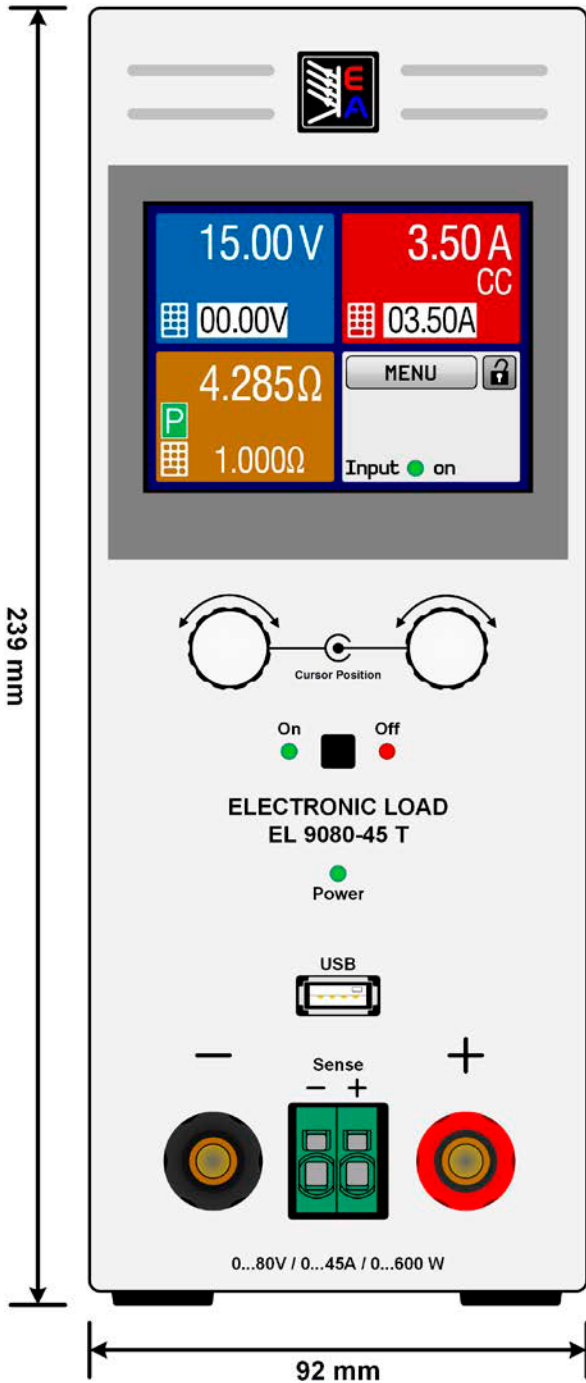 EA
15.00 V
3.50 A
CC
00.00V
03.50A
4.285Ω
MENU
P
1.000Ω
Input on
239 mm
Cursor Position
On
Off
ELECTRONIC LOAD
EL 9080-45 T
Power
USB
Sense
− +
− +
0...80V / 0...45A / 0...600 W
92 mm